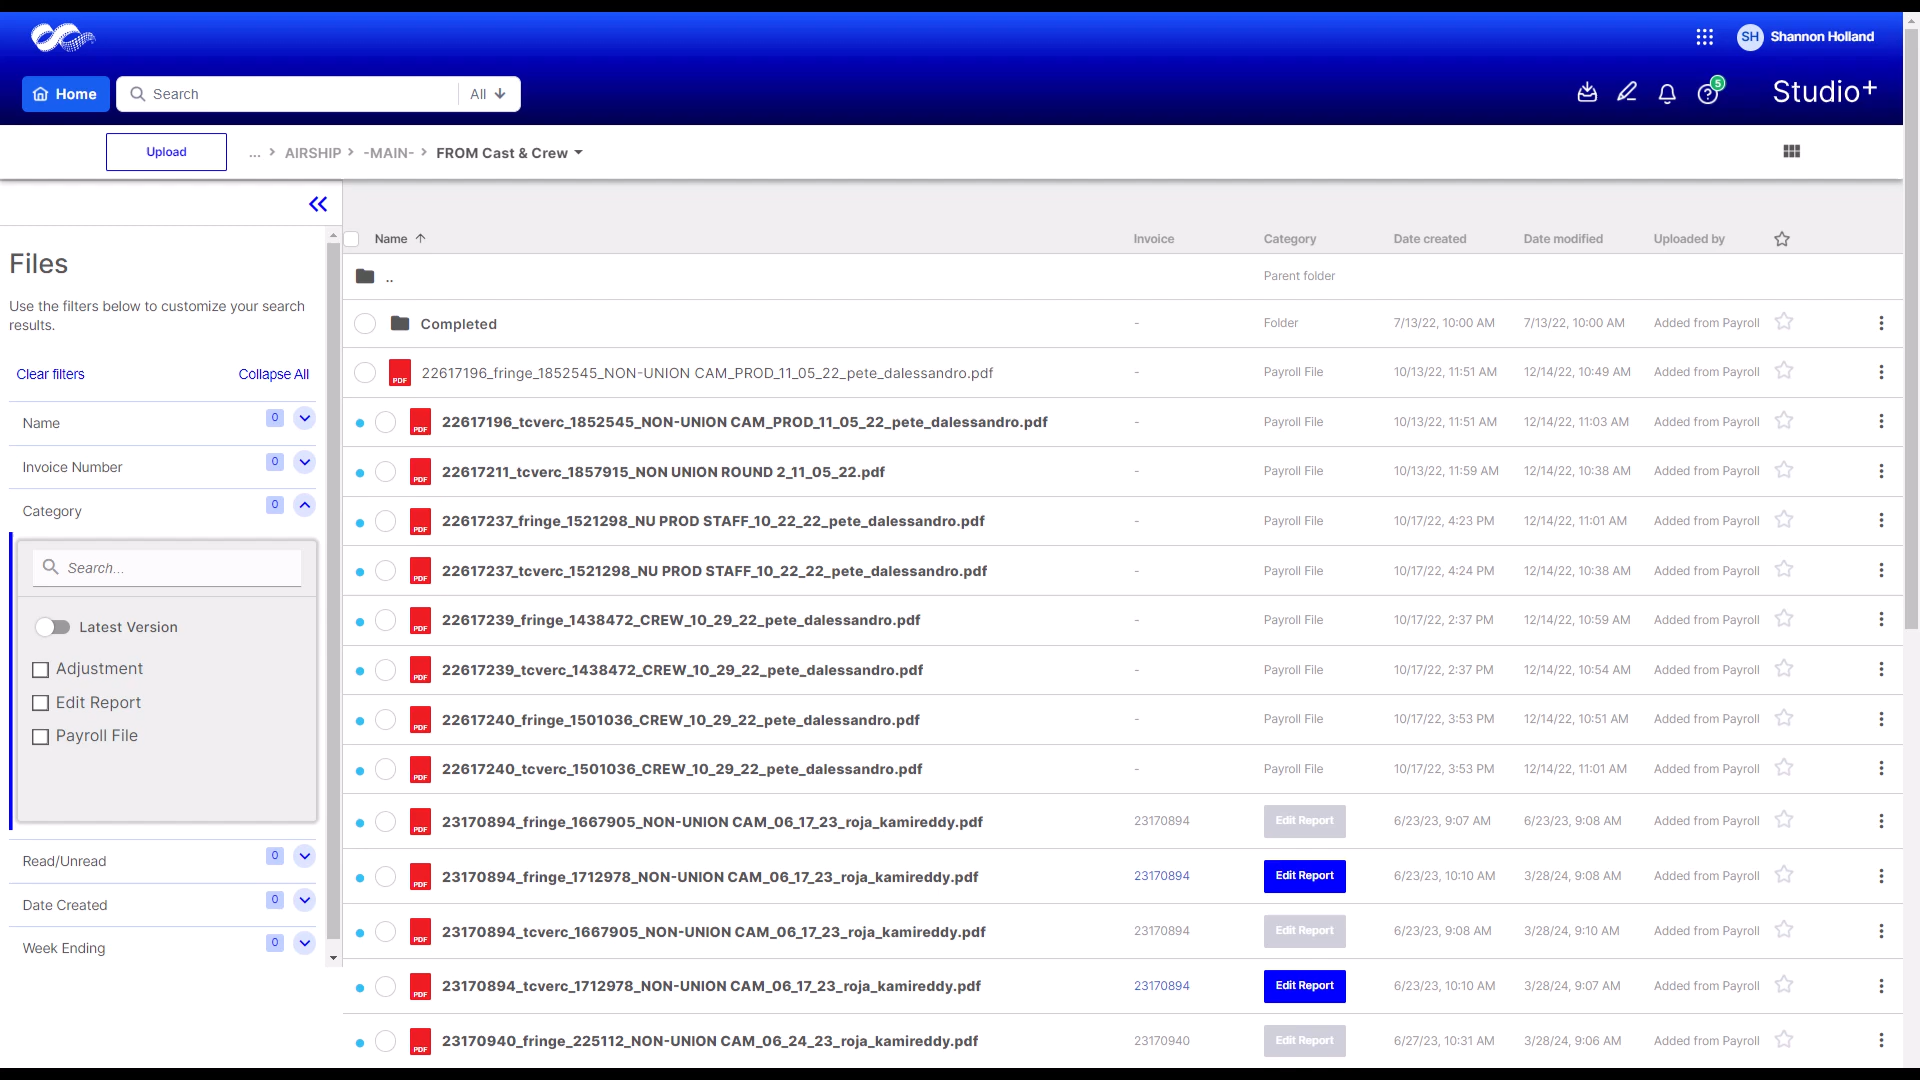 SH Shannon Holland
Home
Search
All
5
Studio+
Upload
... > AIRSHIP > -MAIN- > FROM Cast & Crew
Files
Use the filters below to customize your search
results.
Clear filters
Collapse All
Name 0
Invoice Number 0
Category 0
Search...
Latest Version
Adjustment
Edit Report
Payroll File
Read/Unread 0
Date Created 0
Week Ending 0
Name Invoice Category Date created Date modified Uploaded by
.. Parent folder
Completed - Folder 7/13/22, 10:00 AM 7/13/22, 10:00 AM Added from Payroll
PDF 22617196_fringe_1852545_NON-UNION CAM_PROD_11_05_22_pete_dalessandro.pdf - Payroll File 10/13/22, 11:51 AM 12/14/22, 10:49 AM Added from Payroll
PDF 22617196_tcverc_1852545_NON-UNION CAM_PROD_11_05_22_pete_dalessandro.pdf - Payroll File 10/13/22, 11:51 AM 12/14/22, 11:03 AM Added from Payroll
PDF 22617211_tcverc_1857915_NON UNION ROUND 2_11_05_22.pdf - Payroll File 10/13/22, 11:59 AM 12/14/22, 10:38 AM Added from Payroll
PDF 22617237_fringe_1521298_NU PROD STAFF_10_22_22_pete_dalessandro.pdf - Payroll File 10/17/22, 4:23 PM 12/14/22, 11:01 AM Added from Payroll
PDF 22617237_tcverc_1521298_NU PROD STAFF_10_22_22_pete_dalessandro.pdf - Payroll File 10/17/22, 4:24 PM 12/14/22, 10:38 AM Added from Payroll
PDF 22617239_fringe_1438472_CREW_10_29_22_pete_dalessandro.pdf - Payroll File 10/17/22, 2:37 PM 12/14/22, 10:59 AM Added from Payroll
PDF 22617239_tcverc_1438472_CREW_10_29_22_pete_dalessandro.pdf - Payroll File 10/17/22, 2:37 PM 12/14/22, 10:54 AM Added from Payroll
PDF 22617240_fringe_1501036_CREW_10_29_22_pete_dalessandro.pdf - Payroll File 10/17/22, 3:53 PM 12/14/22, 10:51 AM Added from Payroll
PDF 22617240_tcverc_1501036_CREW_10_29_22_pete_dalessandro.pdf - Payroll File 10/17/22, 3:53 PM 12/14/22, 11:01 AM Added from Payroll
PDF 23170894_fringe_1667905_NON-UNION CAM_06_17_23_roja_kamireddy.pdf 23170894 Edit Report 6/23/23, 9:07 AM 6/23/23, 9:08 AM Added from Payroll
PDF 23170894_fringe_1712978_NON-UNION CAM_06_17_23_roja_kamireddy.pdf 23170894 Edit Report 6/23/23, 10:10 AM 3/28/24, 9:08 AM Added from Payroll
PDF 23170894_tcverc_1667905_NON-UNION CAM_06_17_23_roja_kamireddy.pdf 23170894 Edit Report 6/23/23, 9:08 AM 3/28/24, 9:10 AM Added from Payroll
PDF 23170894_tcverc_1712978_NON-UNION CAM_06_17_23_roja_kamireddy.pdf 23170894 Edit Report 6/23/23, 10:10 AM 3/28/24, 9:07 AM Added from Payroll
PDF 23170940_fringe_225112_NON-UNION CAM_06_24_23_roja_kamireddy.pdf 23170940 Edit Report 6/27/23, 10:31 AM 3/28/24, 9:06 AM Added from Payroll